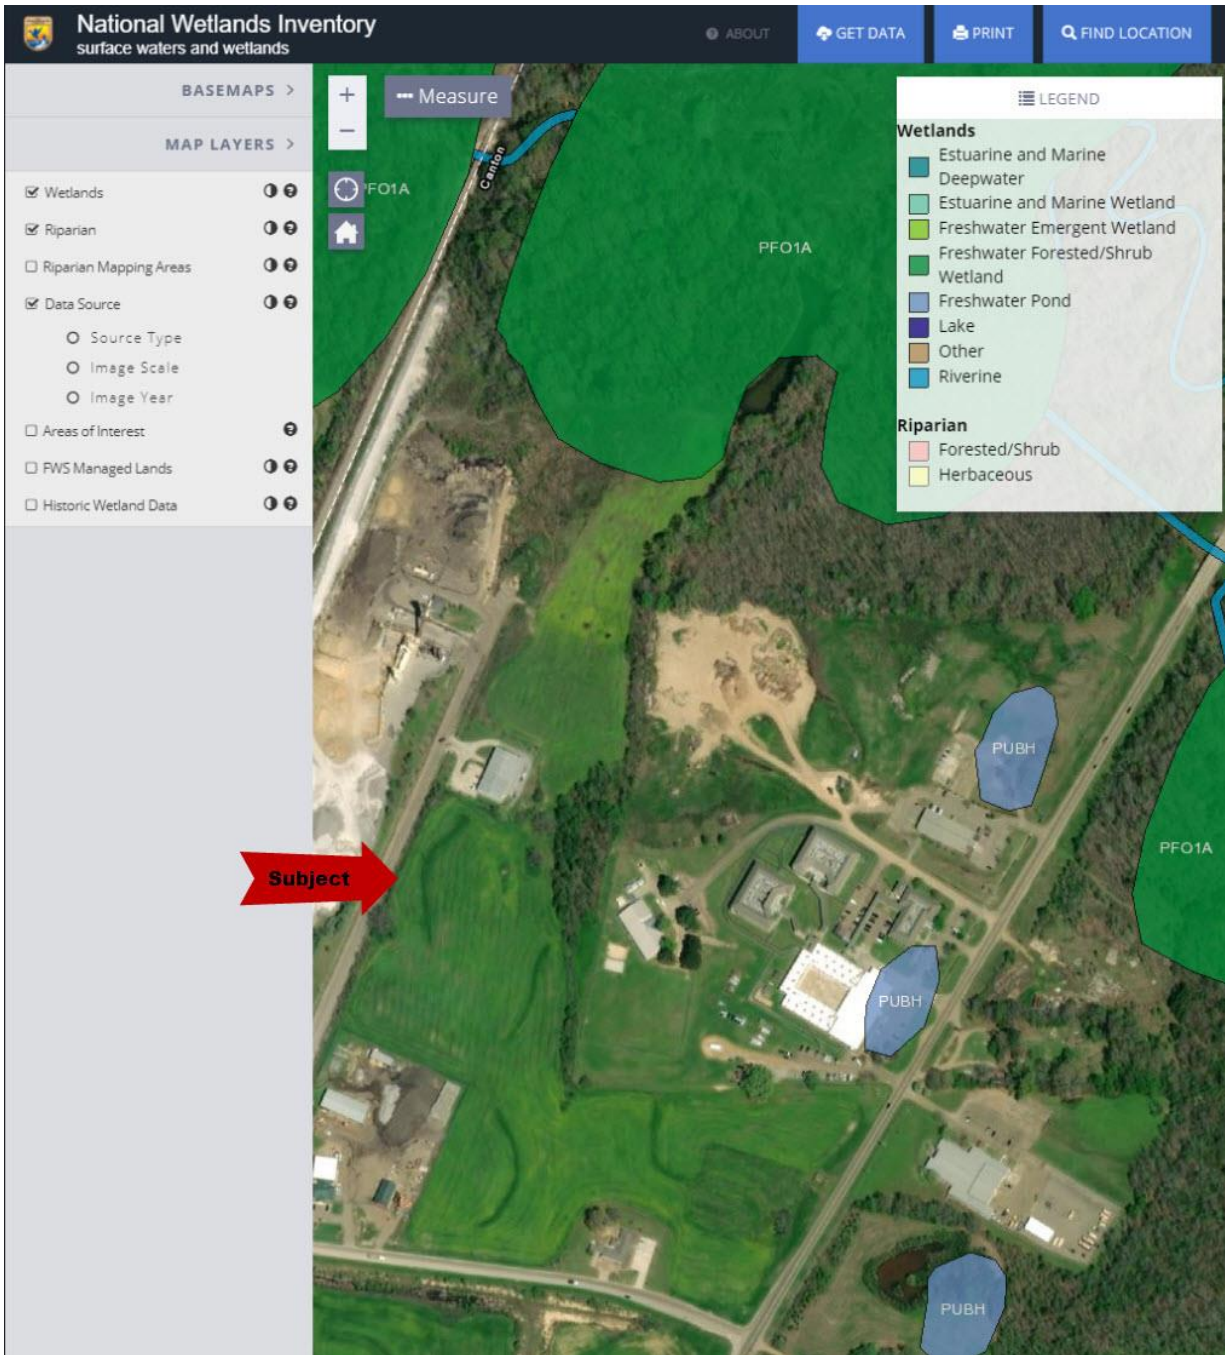 National Wetlands Inventory
surface waters and wetlands
ABOUT
GET DATA
PRINT
FIND LOCATION
BASEMAPS >
MAP LAYERS >
Wetlands
Riparian
Riparian Mapping Areas
Data Source
Source Type
Image Scale
Image Year
Areas of Interest
FWS Managed Lands
Historic Wetland Data
+
Measure
−
Canton
PFO1A
PFO1A
LEGEND
Wetlands
Estuarine and Marine
Deepwater
Estuarine and Marine Wetland
Freshwater Emergent Wetland
Freshwater Forested/Shrub
Wetland
Freshwater Pond
Lake
Other
Riverine
Riparian
Forested/Shrub
Herbaceous
PUBH
PFO1A
Subject
PUBH
PUBH